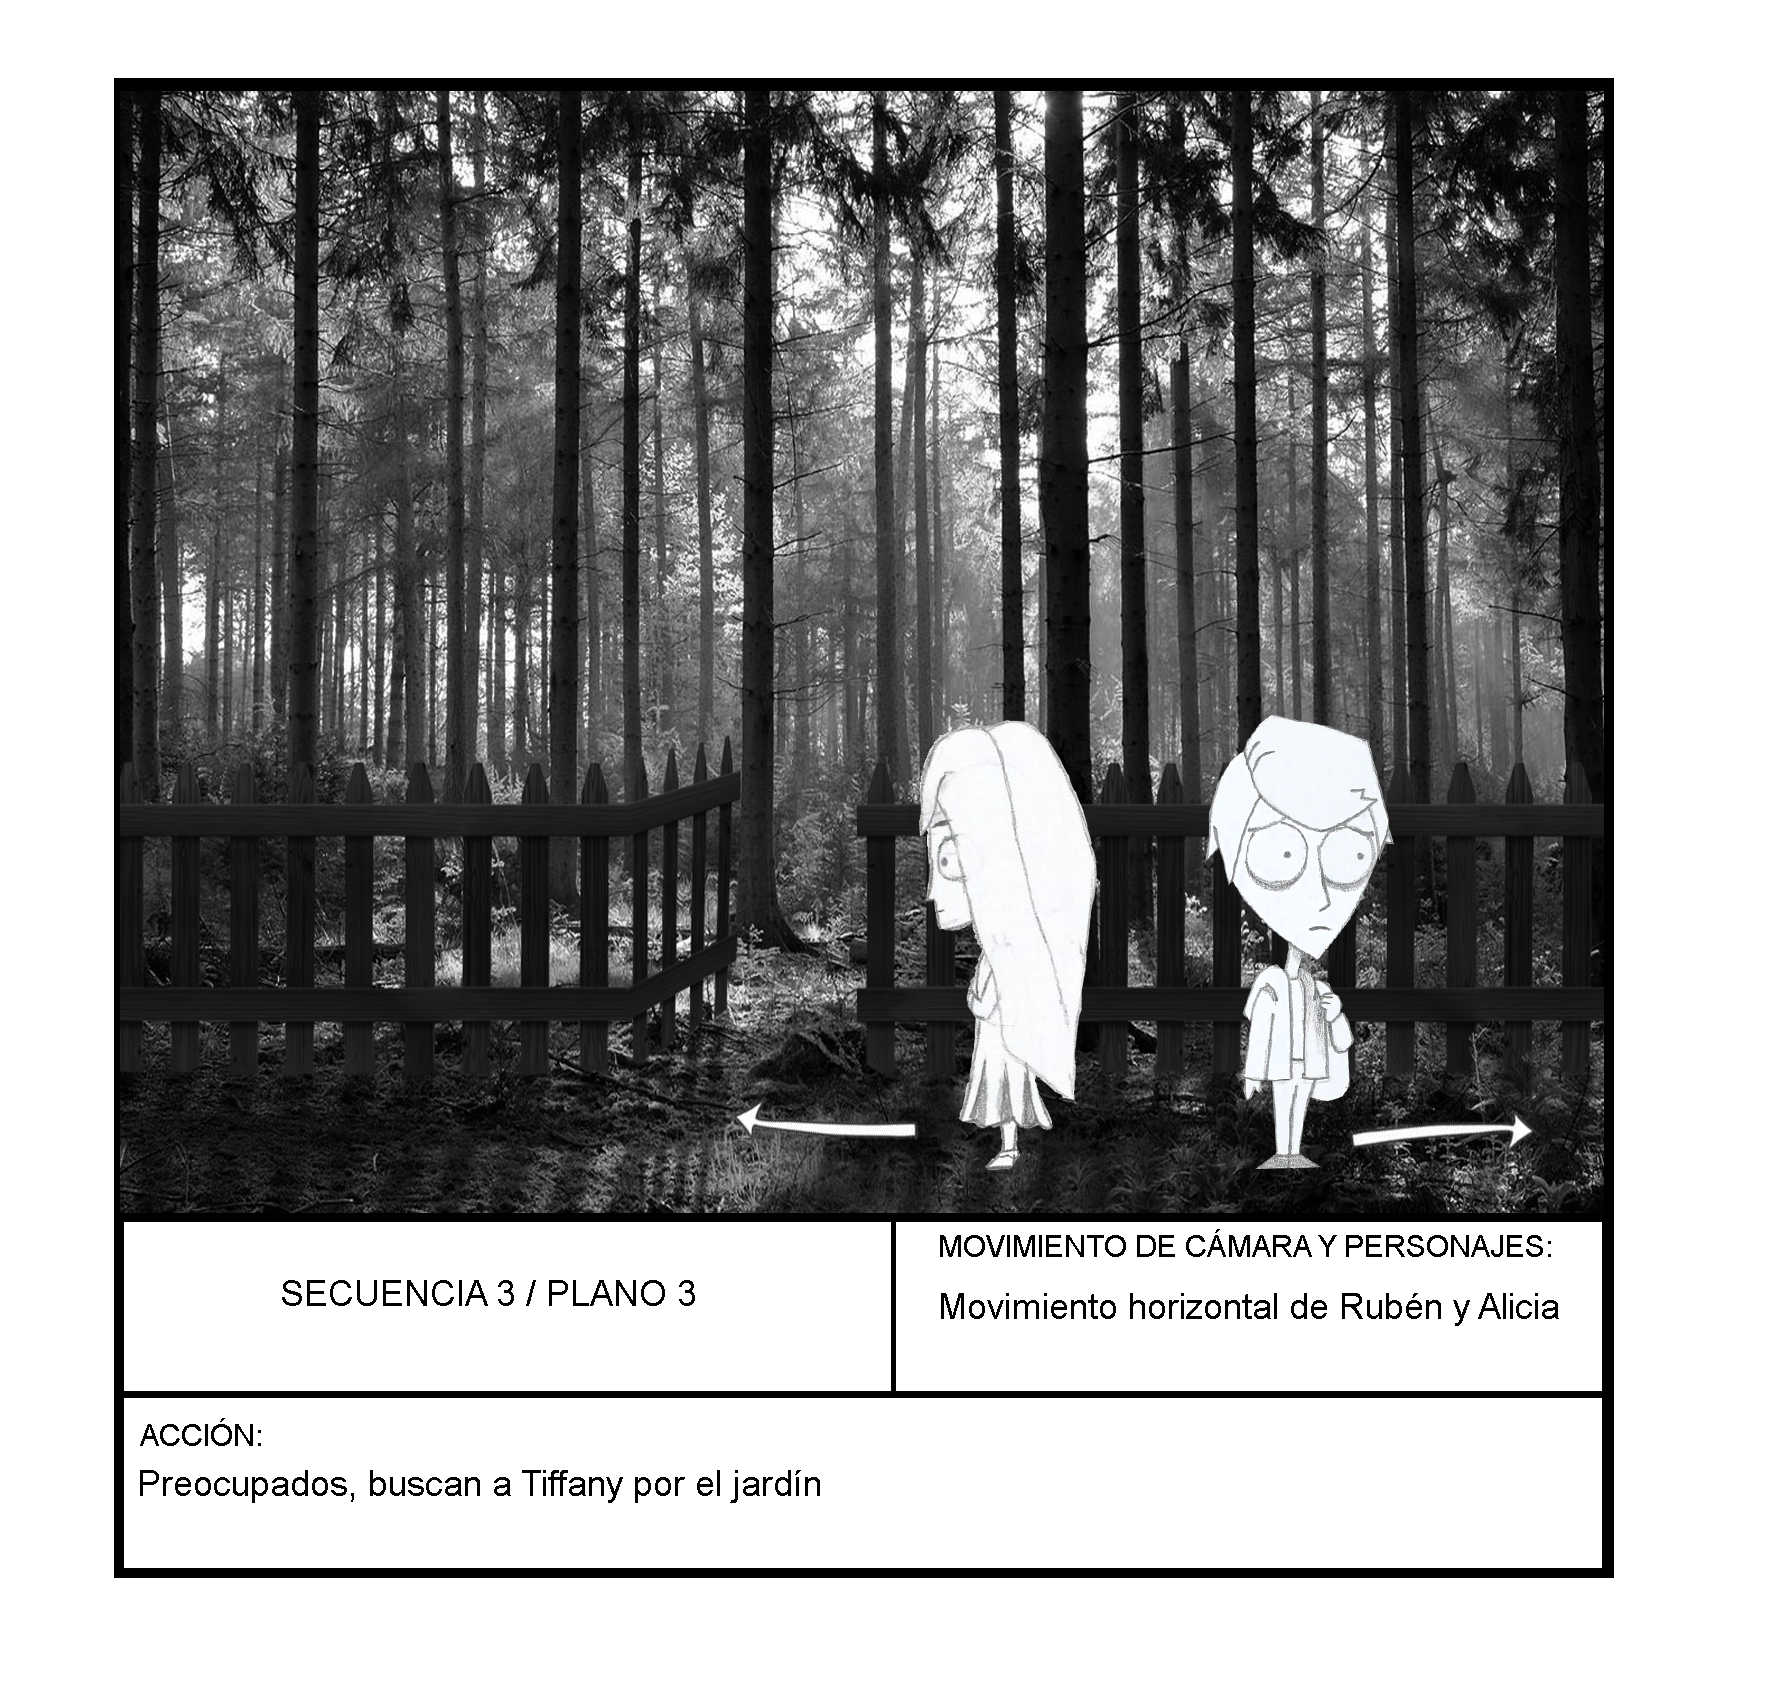 SECUENCIA 3 / PLANO 3
MOVIMIENTO DE CÁMARA Y PERSONAJES:
Movimiento horizontal de Rubén y Alicia
ACCIÓN:
Preocupados, buscan a Tiffany por el jardín